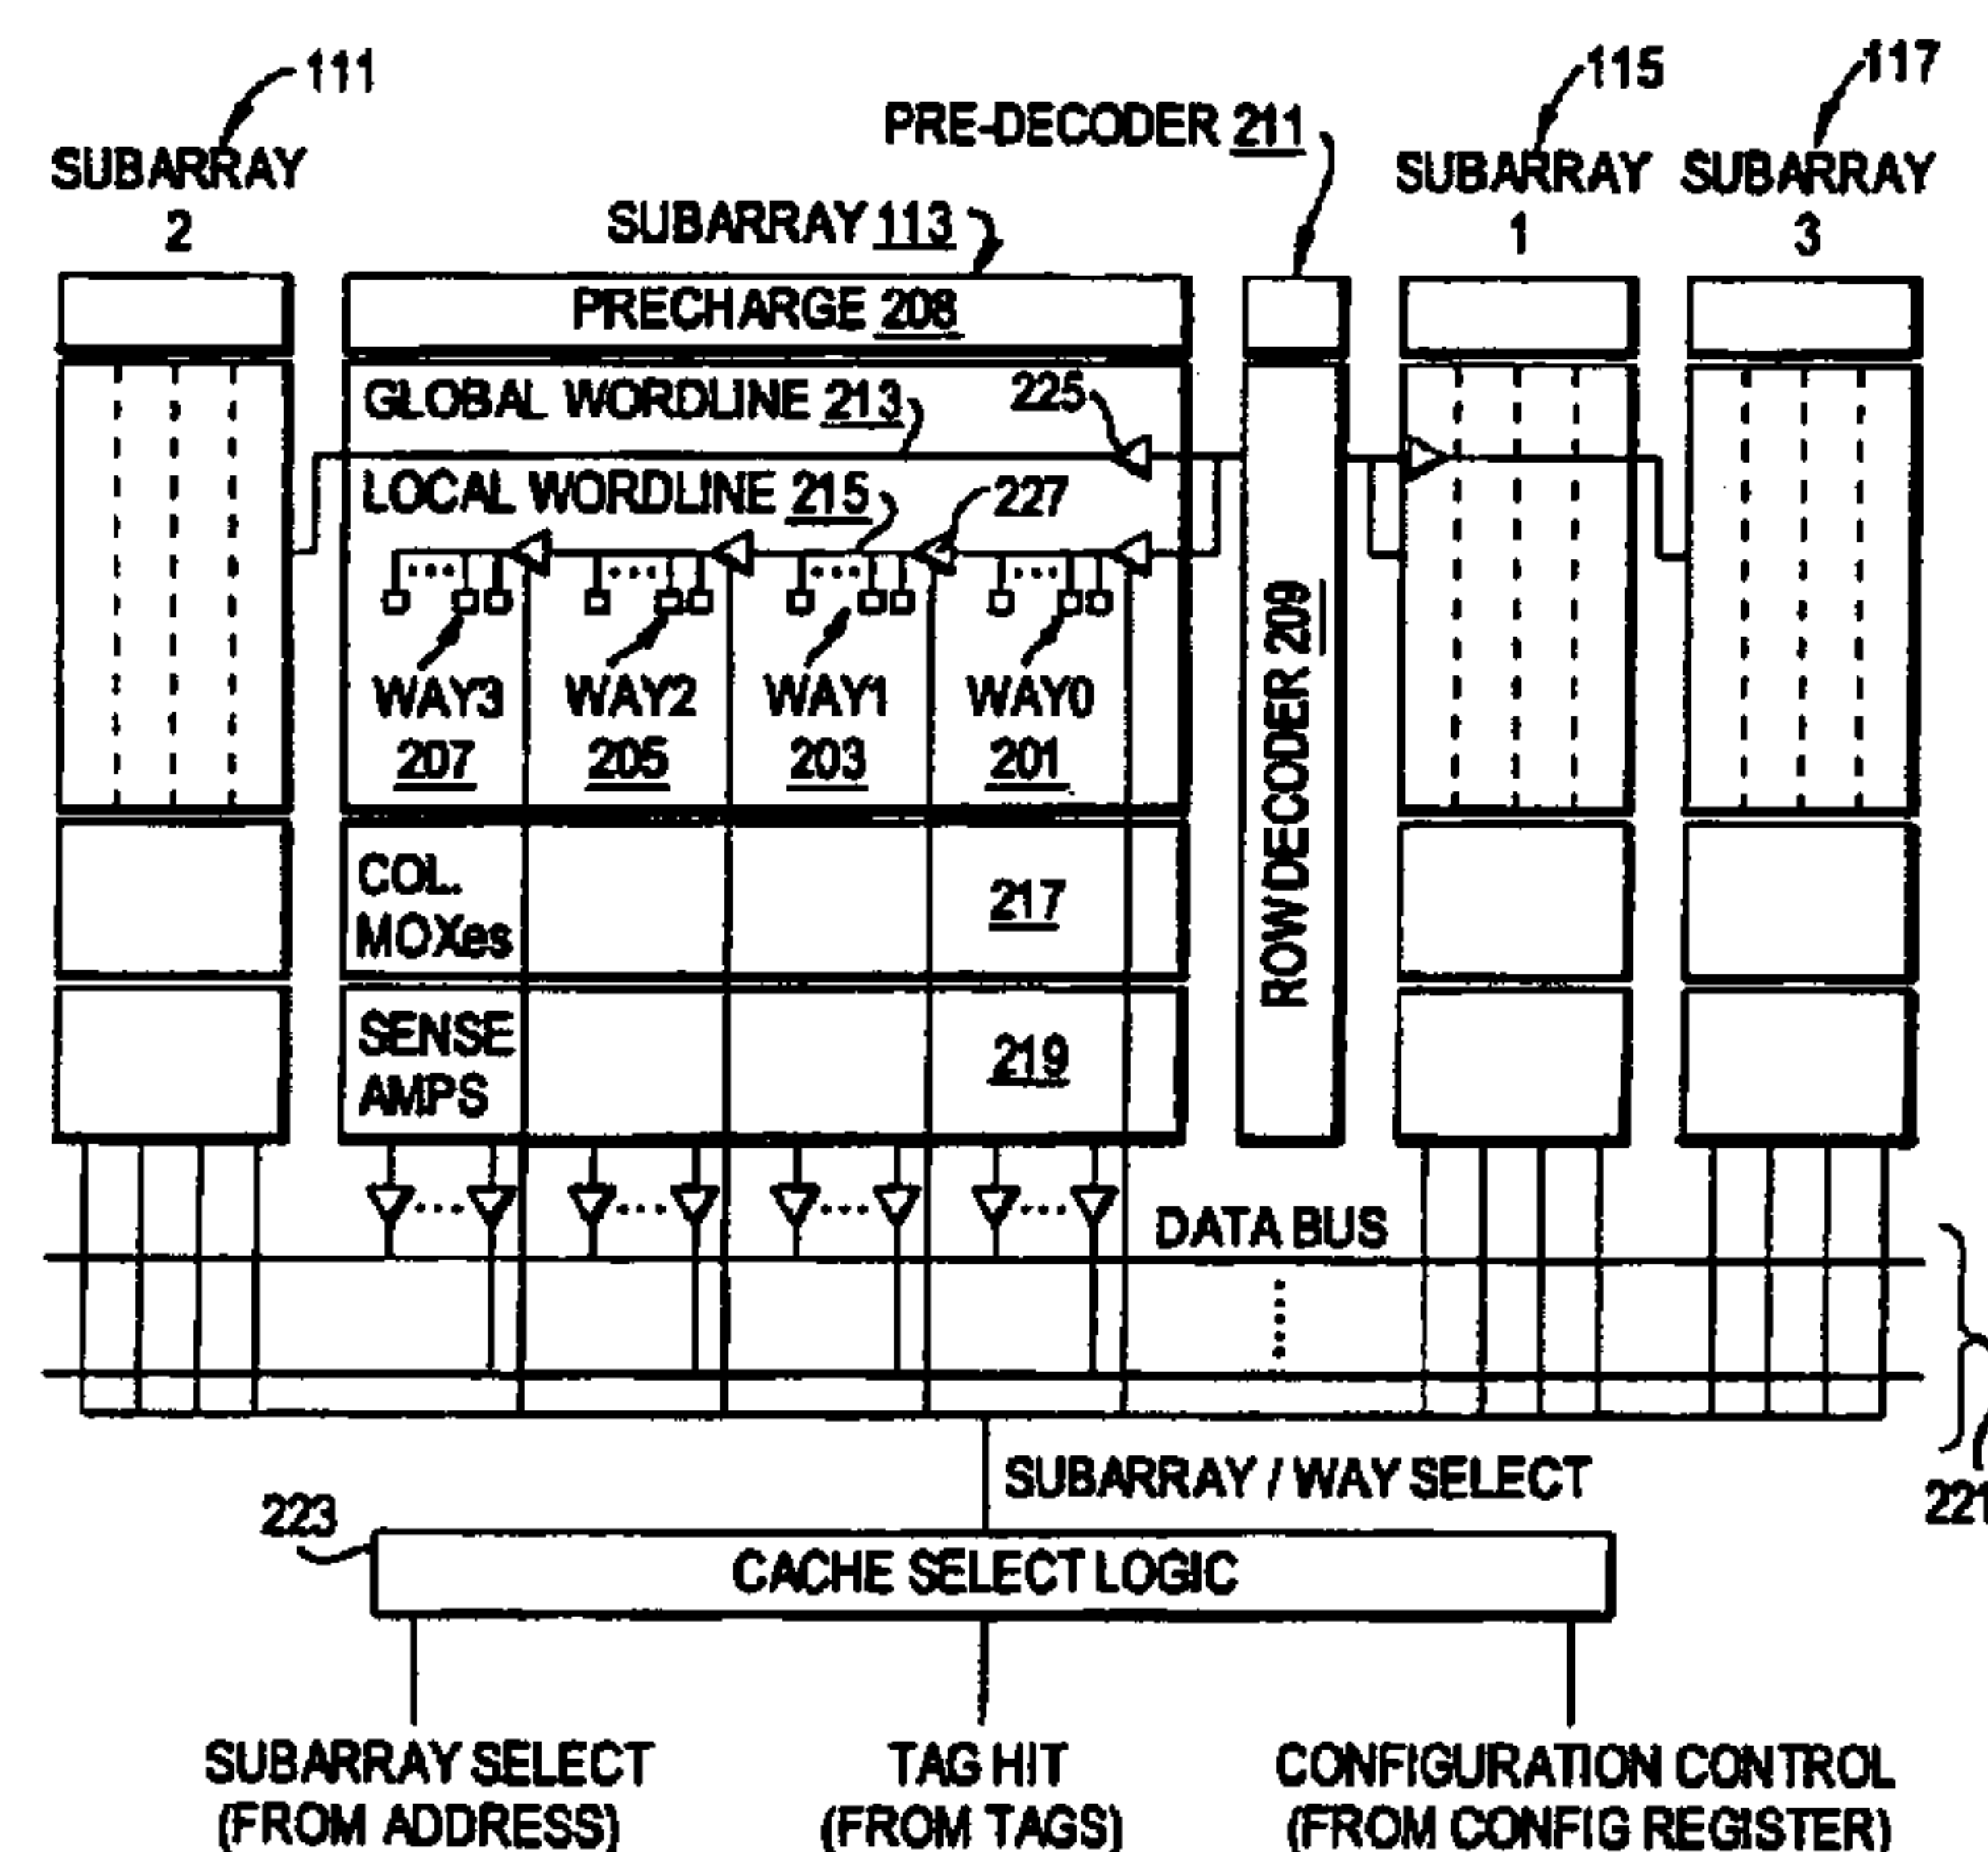 111
115
117
PRE-DECODER 211
SUBARRAY
2
SUBARRAY
1
SUBARRAY
3
SUBARRAY 113
PRECHARGE 208
GLOBAL WORDLINE 213
225
LOCAL WORDLINE 215
227
WAY3
207
WAY2
205
WAY1
203
WAY0
201
ROW DECODER 209
COL.
MOXes
217
SENSE
AMPS
219
DATA BUS
221
SUBARRAY / WAY SELECT
223
CACHE SELECT LOGIC
SUBARRAY SELECT
(FROM ADDRESS)
TAG HIT
(FROM TAGS)
CONFIGURATION CONTROL
(FROM CONFIG REGISTER)